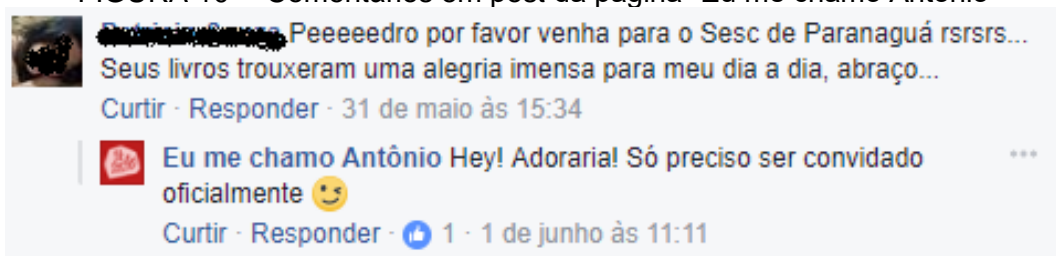 Peeeeedro por favor venha para o Sesc de Paranaguá rsrsrs...
Seus livros trouxeram uma alegria imensa para meu dia a dia, abraço...
Curtir · Responder · 31 de maio às 15:34
Eu me chamo Antônio Hey! Adoraria! Só preciso ser convidado
oficialmente 😉
Curtir · Responder · 1 · 1 de junho às 11:11